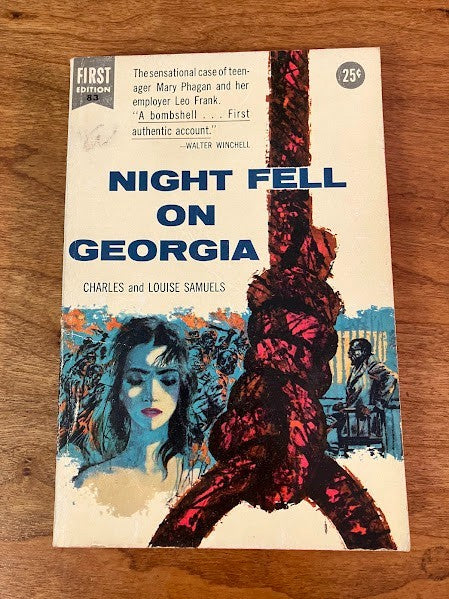 FIRST
EDITION
B3
25¢
The sensational case of teen-
ager Mary Phagan and her
employer Leo Frank.
"A bombshell . . . First
authentic account."
—WALTER WINCHELL
NIGHT FELL
ON
GEORGIA
CHARLES and LOUISE SAMUELS